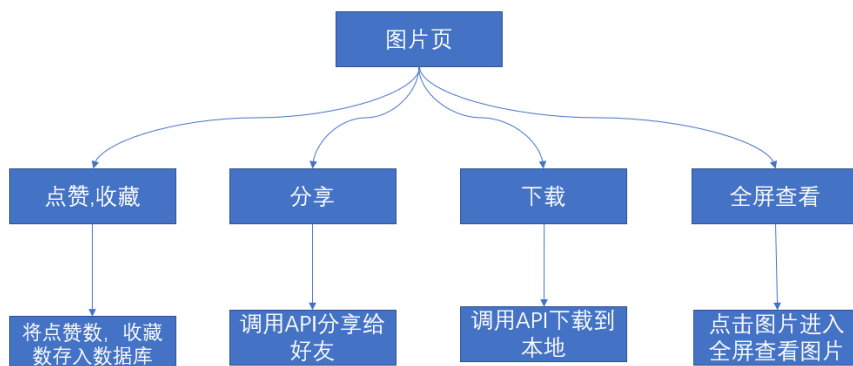 图片页
点赞,收藏
分享
下载
全屏查看
将点赞数，收藏
数存入数据库
调用API分享给
好友
调用API下载到
本地
点击图片进入
全屏查看图片